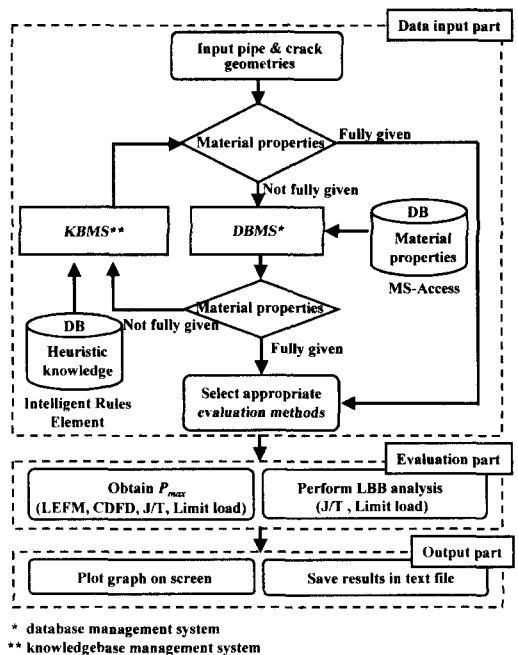 Data input part
Input pipe & crack
geometries
Material properties
Fully given
Not fully given
KBMS**
DBMS*
DB
Material
properties
MS-Access
Material properties
Not fully given
DB
Heuristic
knowledge
Fully given
Intelligent Rules
Element
Select appropriate
evaluation methods
Evaluation part
Obtain Pmax
(LEFM, CDFD, J/T, Limit load)
Perform LBB analysis
(J/T , Limit load)
Output part
Plot graph on screen
Save results in text file
* database management system
** knowledgebase management system